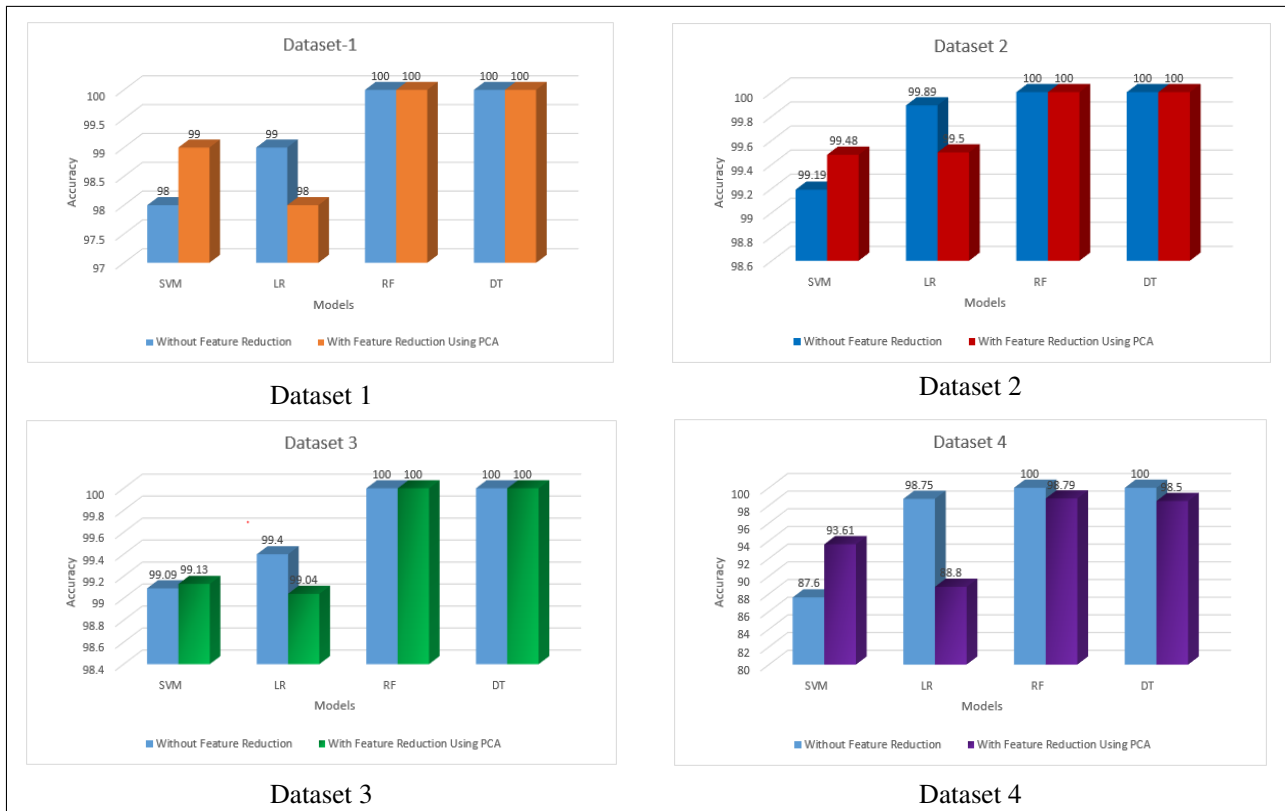 Dataset-1
100 100 100 100
100
99.5
99 99
99
98.5
98 98
98
97.5
97
Accuracy
SVM LR RF DT
Models
Without Feature Reduction With Feature Reduction Using PCA
Dataset 1
Dataset 2
100 100 100 100
100
99.89
99.8
99.6
99.48 99.5
99.4
99.19
99.2
99
98.8
98.6
Accuracy
SVM LR RF DT
Models
Without Feature Reduction With Feature Reduction Using PCA
Dataset 2
Dataset 3
100 100 100 100
100
99.8
99.6
99.4
99.4
99.2
99.09 99.13 99.04
99
98.8
98.6
98.4
Accuracy
SVM LR RF DT
Models
Without Feature Reduction With Feature Reduction Using PCA
Dataset 3
Dataset 4
100 100
100
98.75 98.79 98.5
98
96
94
93.61
92
90
88.8
88
87.6
86
84
82
80
Accuracy
SVM LR RF DT
Models
Without Feature Reduction With Feature Reduction Using PCA
Dataset 4